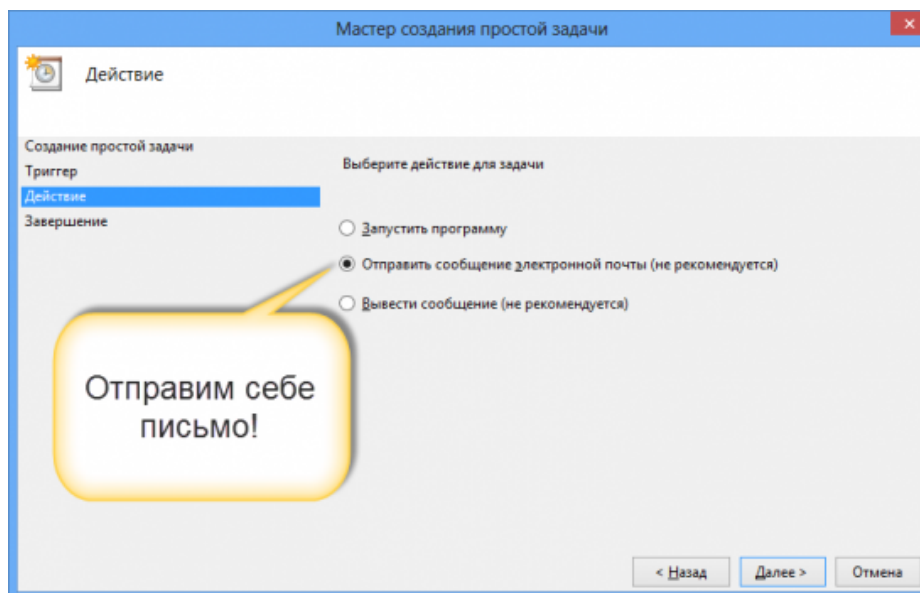 Мастер создания простой задачи
Действие
Создание простой задачи
Триггер
Действие
Завершение
Выберите действие для задачи
Запустить программу
Отправить сообщение электронной почты (не рекомендуется)
Вывести сообщение (не рекомендуется)
Отправим себе
письмо!
< Назад
Далее >
Отмена